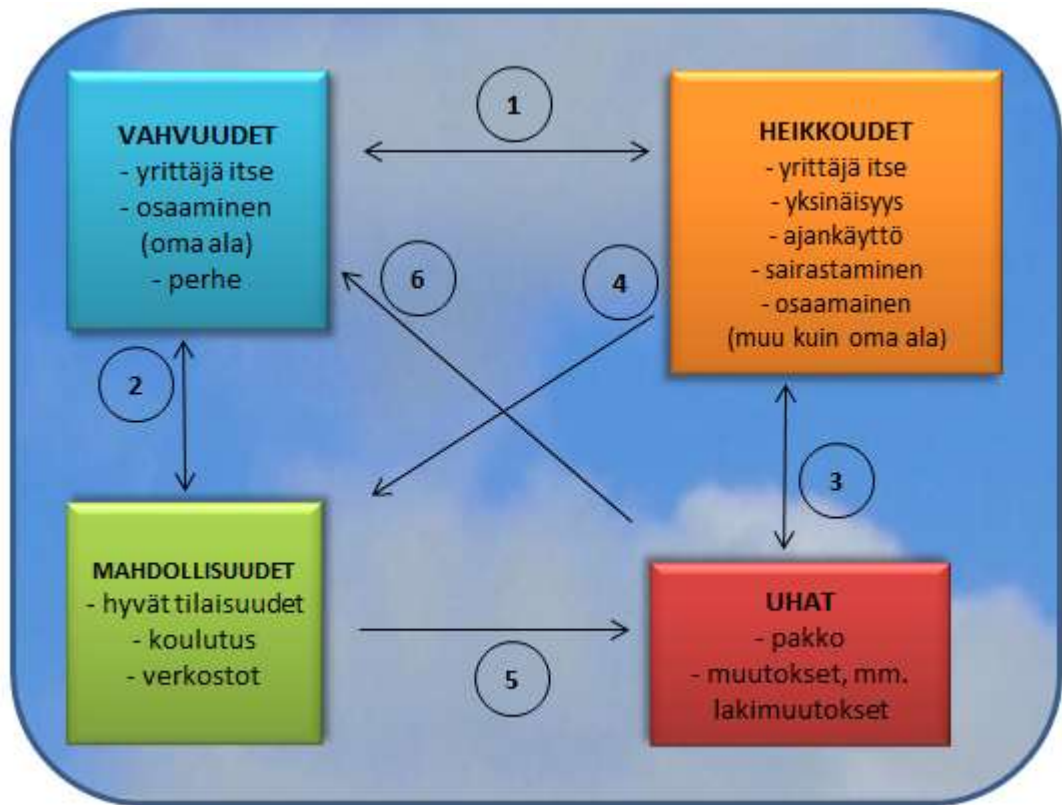 VAHVUUDET
- yrittäjä itse
- osaaminen
(oma ala)
- perhe
1
HEIKKOUDET
- yrittäjä itse
- yksinäisyys
- ajankäyttö
- sairastaminen
- osaamainen
(muu kuin oma ala)
6
4
2
3
MAHDOLLISUUDET
- hyvät tilaisuudet
- koulutus
- verkostot
5
UHAT
- pakko
- muutokset, mm.
lakimuutokset